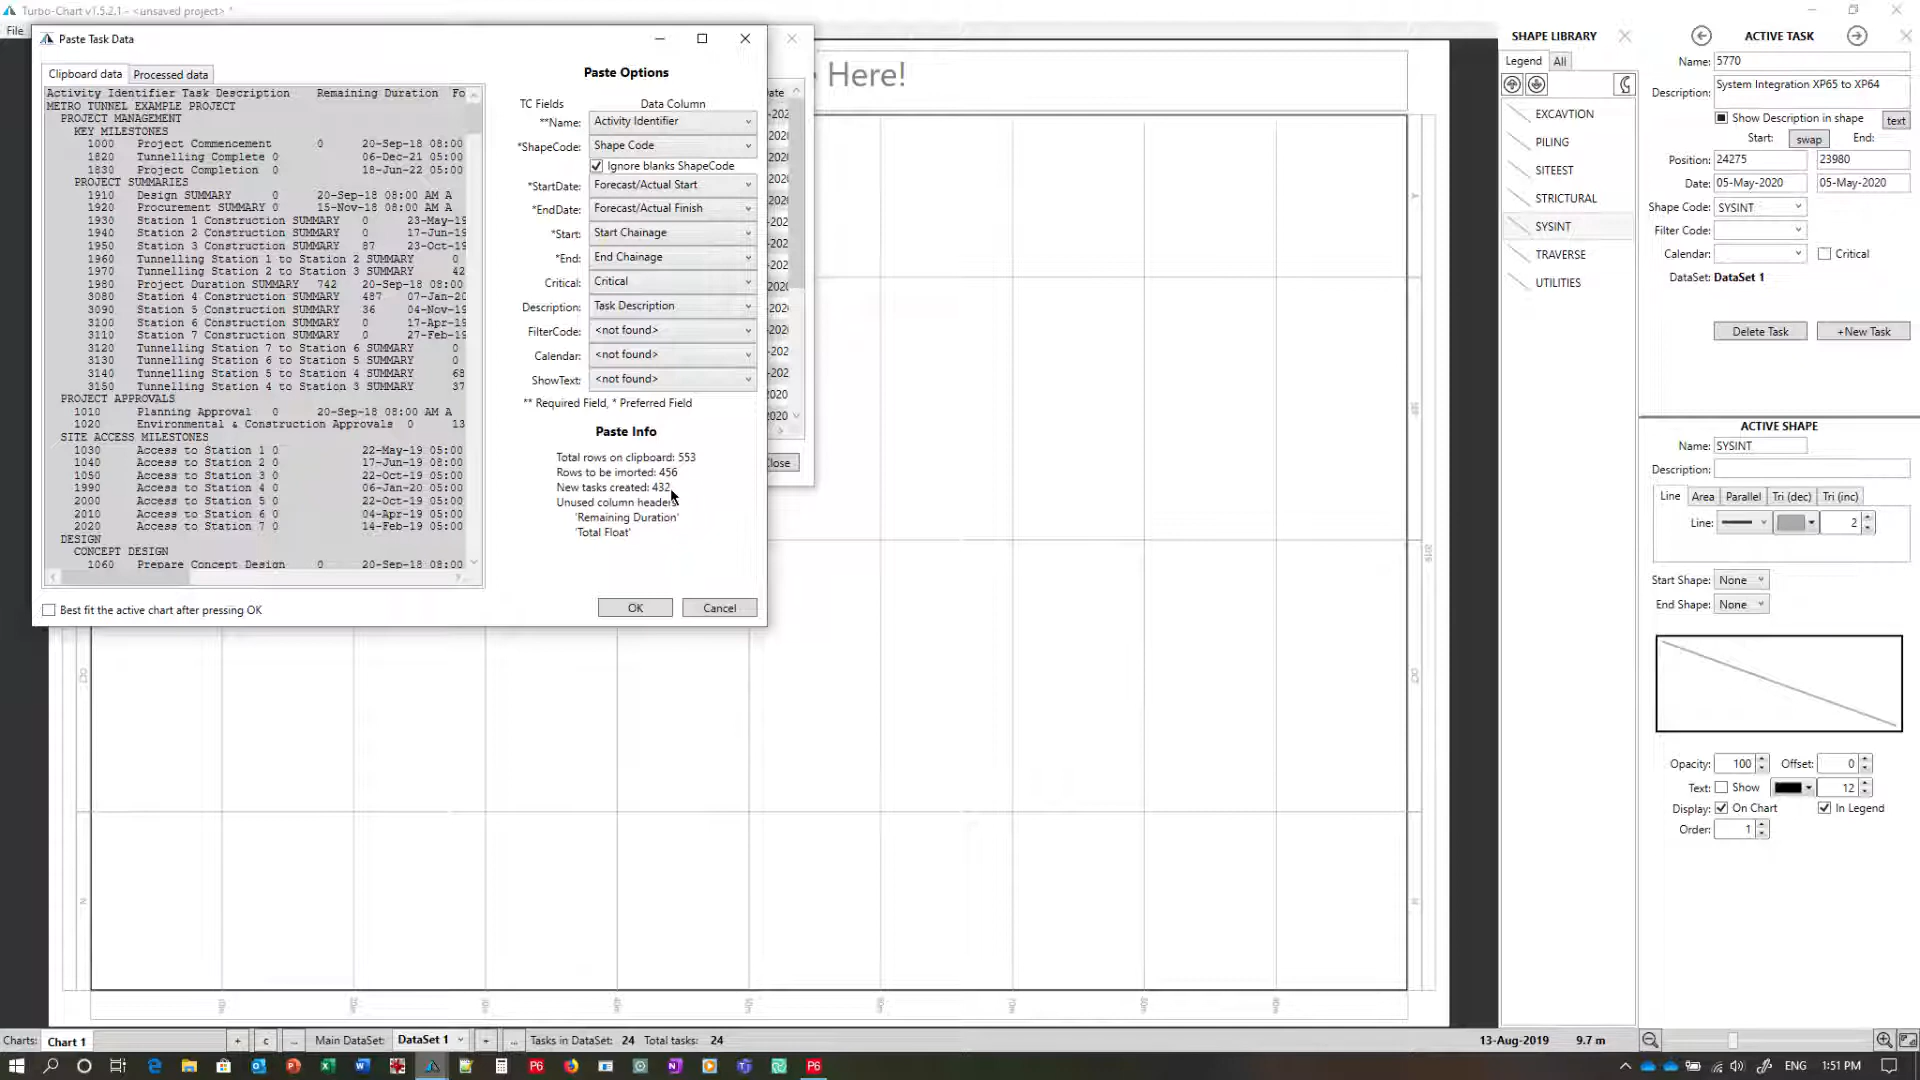 Turbo-Chart v1.5.2.1 - <unsaved project> *
File
Paste Task Data
Clipboard data
Processed data
Activity Identifier Task Description Remaining Duration Fo
METRO TUNNEL EXAMPLE PROJECT
PROJECT MANAGEMENT
KEY MILESTONES
1000 Project Commencement 0 20-Sep-18 08:00
1820 Tunnelling Complete 0 06-Dec-21 05:00
1830 Project Completion 0 18-Jun-22 05:00
PROJECT SUMMARIES
1910 Design SUMMARY 0 20-Sep-18 08:00 AM A
1920 Procurement SUMMARY 0 15-Nov-18 08:00 AM A
1930 Station 1 Construction SUMMARY 0 23-May-19
1940 Station 2 Construction SUMMARY 0 17-Jun-19
1950 Station 3 Construction SUMMARY 87 23-Oct-19
1960 Tunnelling Station 1 to Station 2 SUMMARY 0
1970 Tunnelling Station 2 to Station 3 SUMMARY 42
1980 Project Duration SUMMARY 742 20-Sep-18 08:00
3080 Station 4 Construction SUMMARY 487 07-Jan-20
3090 Station 5 Construction SUMMARY 36 04-Nov-19
3100 Station 6 Construction SUMMARY 0 17-Apr-19
3110 Station 7 Construction SUMMARY 0 27-Feb-19
3120 Tunnelling Station 7 to Station 6 SUMMARY 0
3130 Tunnelling Station 6 to Station 5 SUMMARY 0
3140 Tunnelling Station 5 to Station 4 SUMMARY 68
3150 Tunnelling Station 4 to Station 3 SUMMARY 37
PROJECT APPROVALS
1010 Planning Approval 0 20-Sep-18 08:00 AM A
1020 Environmental & Construction Approvals 0 13
SITE ACCESS MILESTONES
1030 Access to Station 1 0 22-May-19 05:00
1040 Access to Station 2 0 17-Jun-19 08:00
1050 Access to Station 3 0 22-Oct-19 05:00
1990 Access to Station 4 0 06-Jan-20 05:00
2000 Access to Station 5 0 22-Oct-19 05:00
2010 Access to Station 6 0 04-Apr-19 05:00
2020 Access to Station 7 0 14-Feb-19 05:00
DESIGN
CONCEPT DESIGN
1060 Prepare Concept Design 0 20-Sep-18 08:00
Best fit the active chart after pressing OK
Paste Options
TC Fields Data Column
**Name: Activity Identifier
*ShapeCode: Shape Code
Ignore blanks ShapeCode
*StartDate: Forecast/Actual Start
*EndDate: Forecast/Actual Finish
*Start: Start Chainage
*End: End Chainage
Critical: Critical
Description: Task Description
FilterCode: <not found>
Calendar: <not found>
ShowText: <not found>
** Required Field, * Preferred Field
Paste Info
Total rows on clipboard: 553
Rows to be imorted: 456
New tasks created: 432
Unused column headers
'Remaining Duration'
'Total Float'
OK
Cancel
Here!
SHAPE LIBRARY
Legend
All
EXCAVTION
PILING
SITEEST
STRICTURAL
SYSINT
TRAVERSE
UTILITIES
ACTIVE TASK
Name: 5770
Description: System Integration XP65 to XP64
Show Description in shape
text
Start: swap End:
Position: 24275 23980
Date: 05-May-2020 05-May-2020
Shape Code: SYSINT
Filter Code:
Calendar: Critical
DataSet: DataSet 1
Delete Task
+New Task
ACTIVE SHAPE
Name: SYSINT
Description:
Line Area Parallel Tri (dec) Tri (inc)
Line: 2
Start Shape: None
End Shape: None
Opacity: 100 Offset: 0
Text: Show 12
Display: On Chart In Legend
Order: 1
Charts: Chart 1 + c ... Main DataSet: DataSet 1 + ... Tasks in DataSet: 24 Total tasks: 24
13-Aug-2019 9.7 m
ENG 1:51 PM